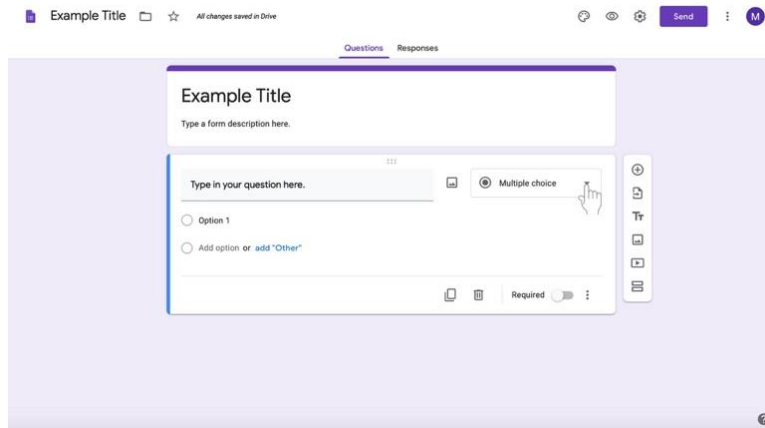 Example Title
All changes saved in Drive
Send
M
Questions Responses
Example Title
Type a form description here.
Type in your question here.
Multiple choice
Option 1
Add option or add "Other"
Required
Tт